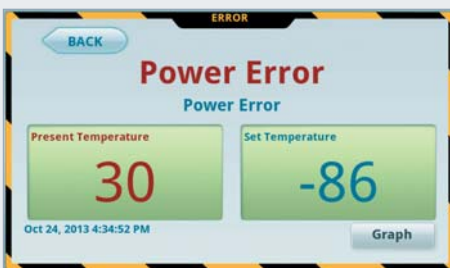 ERROR
BACK
Power Error
Power Error
Present Temperature
Set Temperature
30
-86
Oct 24, 2013 4:34:52 PM
Graph